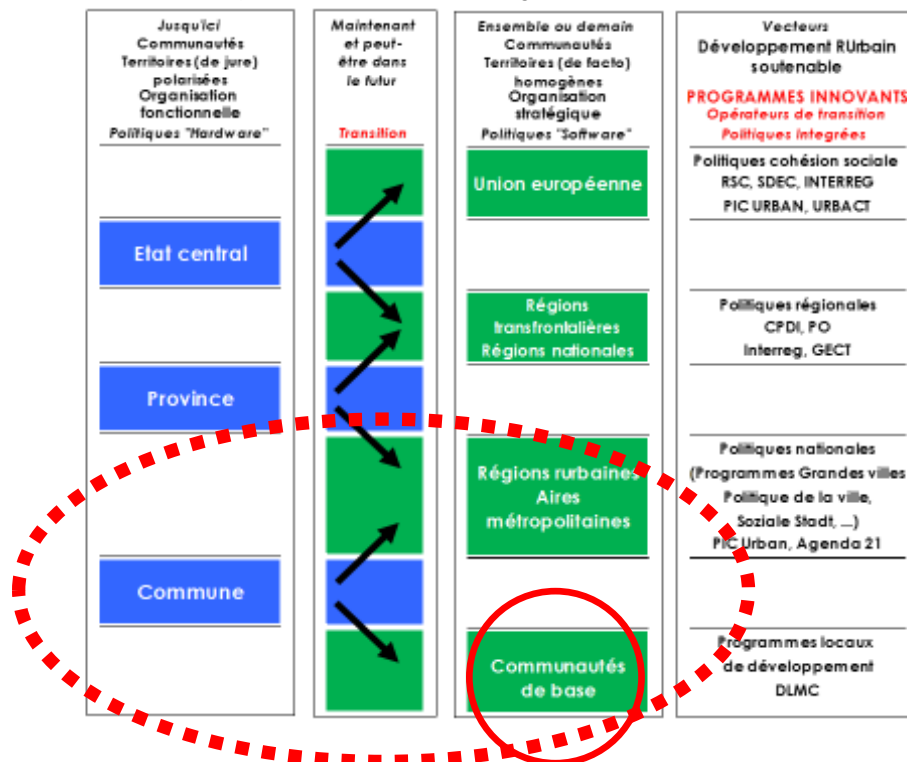 Jusqu'ici
Communautés
Territoires (de jure)
polarisées
Organisation
fonctionnelle
Politiques "Hardware"
Maintenant
et peut-
être dans
le futur
Transition
Ensemble ou demain
Communautés
Territoires (de facto)
homogènes
Organisation
stratégique
Politiques "Software"
Vecteurs
Développement RUrbain
soutenable
PROGRAMMES INNOVANTS
Opérateurs de transition
Politiques Integrées
Etat central
Province
Commune
Union européenne
Régions
transfrontalières
Régions nationales
Régions rurbaines
Aires
métropolitaines
Communautés
de base
Politiques cohésion sociale
RSC, SDEC, INTERREG
PIC URBAN, URBACT
Politiques régionales
CPDI, PO
Interreg, GECT
Politiques nationales
(Programmes Grandes villes
Politique de la ville,
Soziale Stadt, ...)
PIC Urban, Agenda 21
Programmes locaux
de développement
DLMC